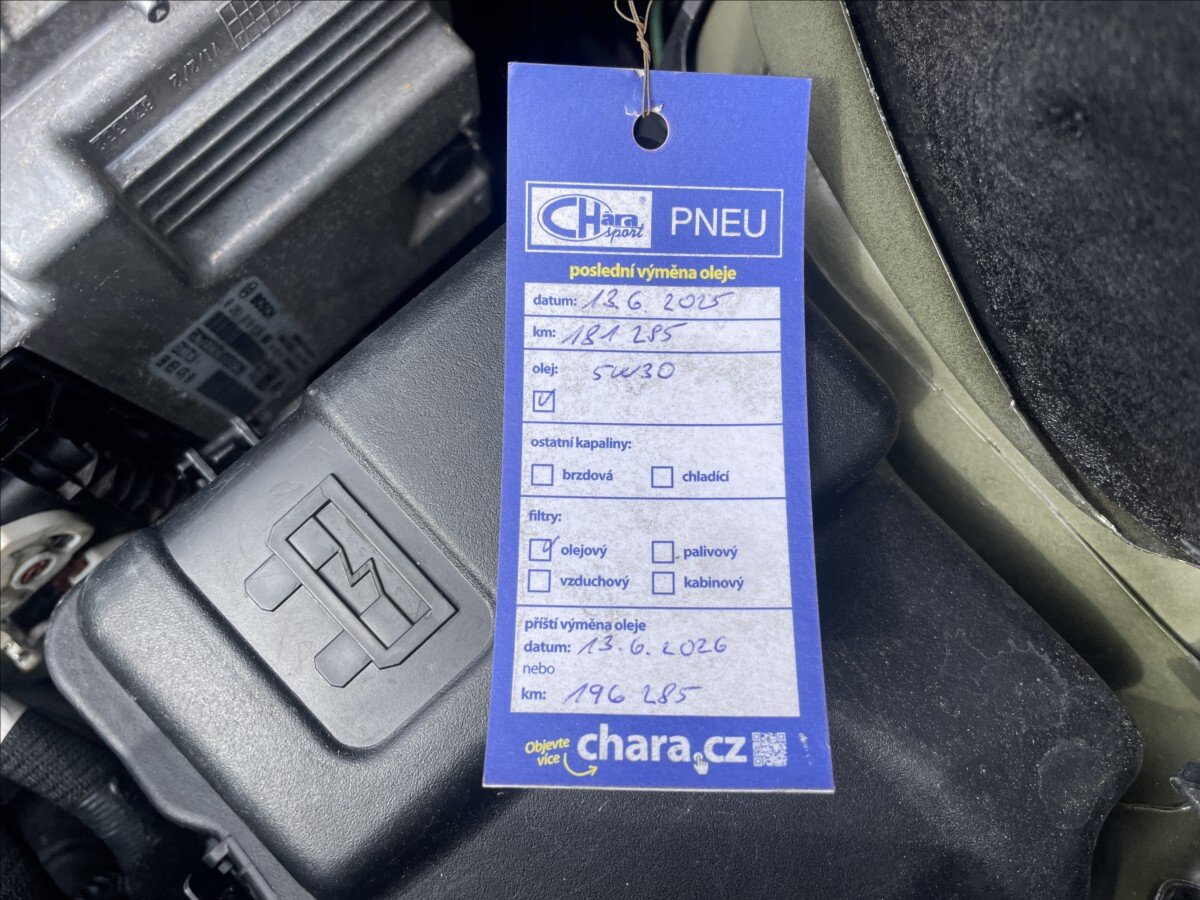 CHára sport ® PNEU
poslední výměna oleje
datum: 13.6.2025
km: 181 285
olej: 5W30
ostatní kapaliny:
brzdová chladící
filtry:
olejový palivový
vzduchový kabinový
příští výměna oleje
datum: 13.6.2026
nebo
km: 196 285
Objevte více chara.cz
BOSCH